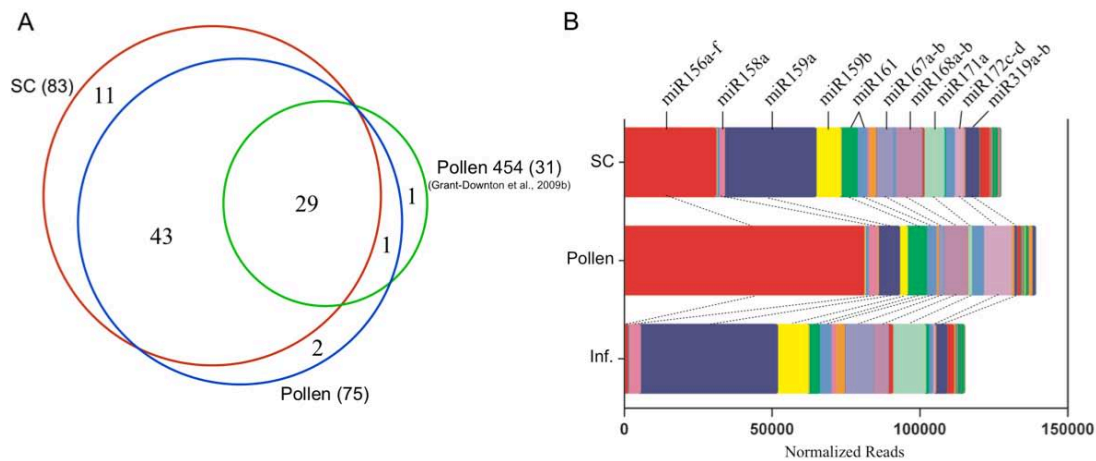 A
SC (83)
11
Pollen 454 (31)
(Grant-Downton et al., 2009b)
1
29
43
1
2
Pollen (75)
B
miR156a-f
miR158a
miR159a
miR159b
miR161
miR167a-b
miR168a-b
miR171a
miR172c-d
miR319a-b
SC
Pollen
Inf.
0 50000 100000 150000
Normalized Reads